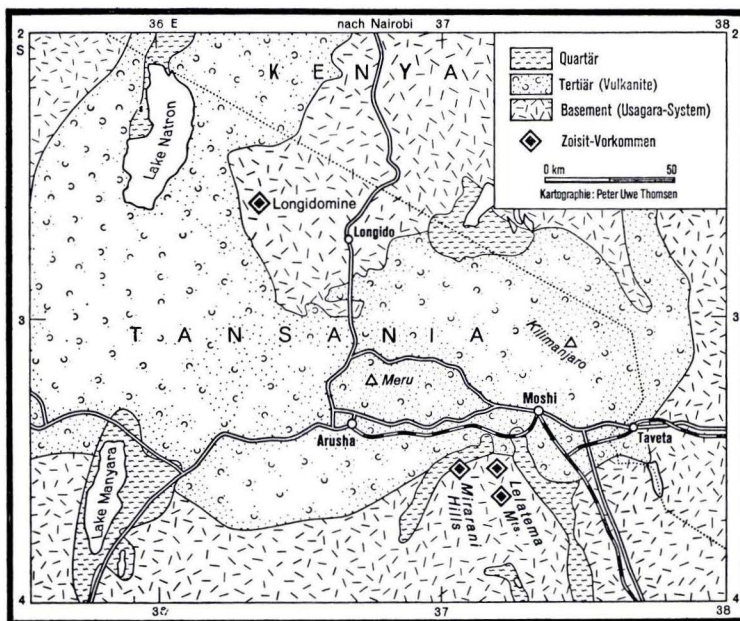 36 E
nach Nairobi
37
38
2
S
2
KENYA
Quartär
Tertiär (Vulkanite)
Basement (Usagara-System)
Zoisit-Vorkommen
0 km 50
Kartographie: Peter Uwe Thomsen
Lake Natron
Longidomine
Longido
3
3
TANSANIA
Kilimanjaro
Meru
Moshi
Arusha
Taveta
Lake Manyara
Mirarani
Hills
Lelatema
Mts
4
4
36
37
38